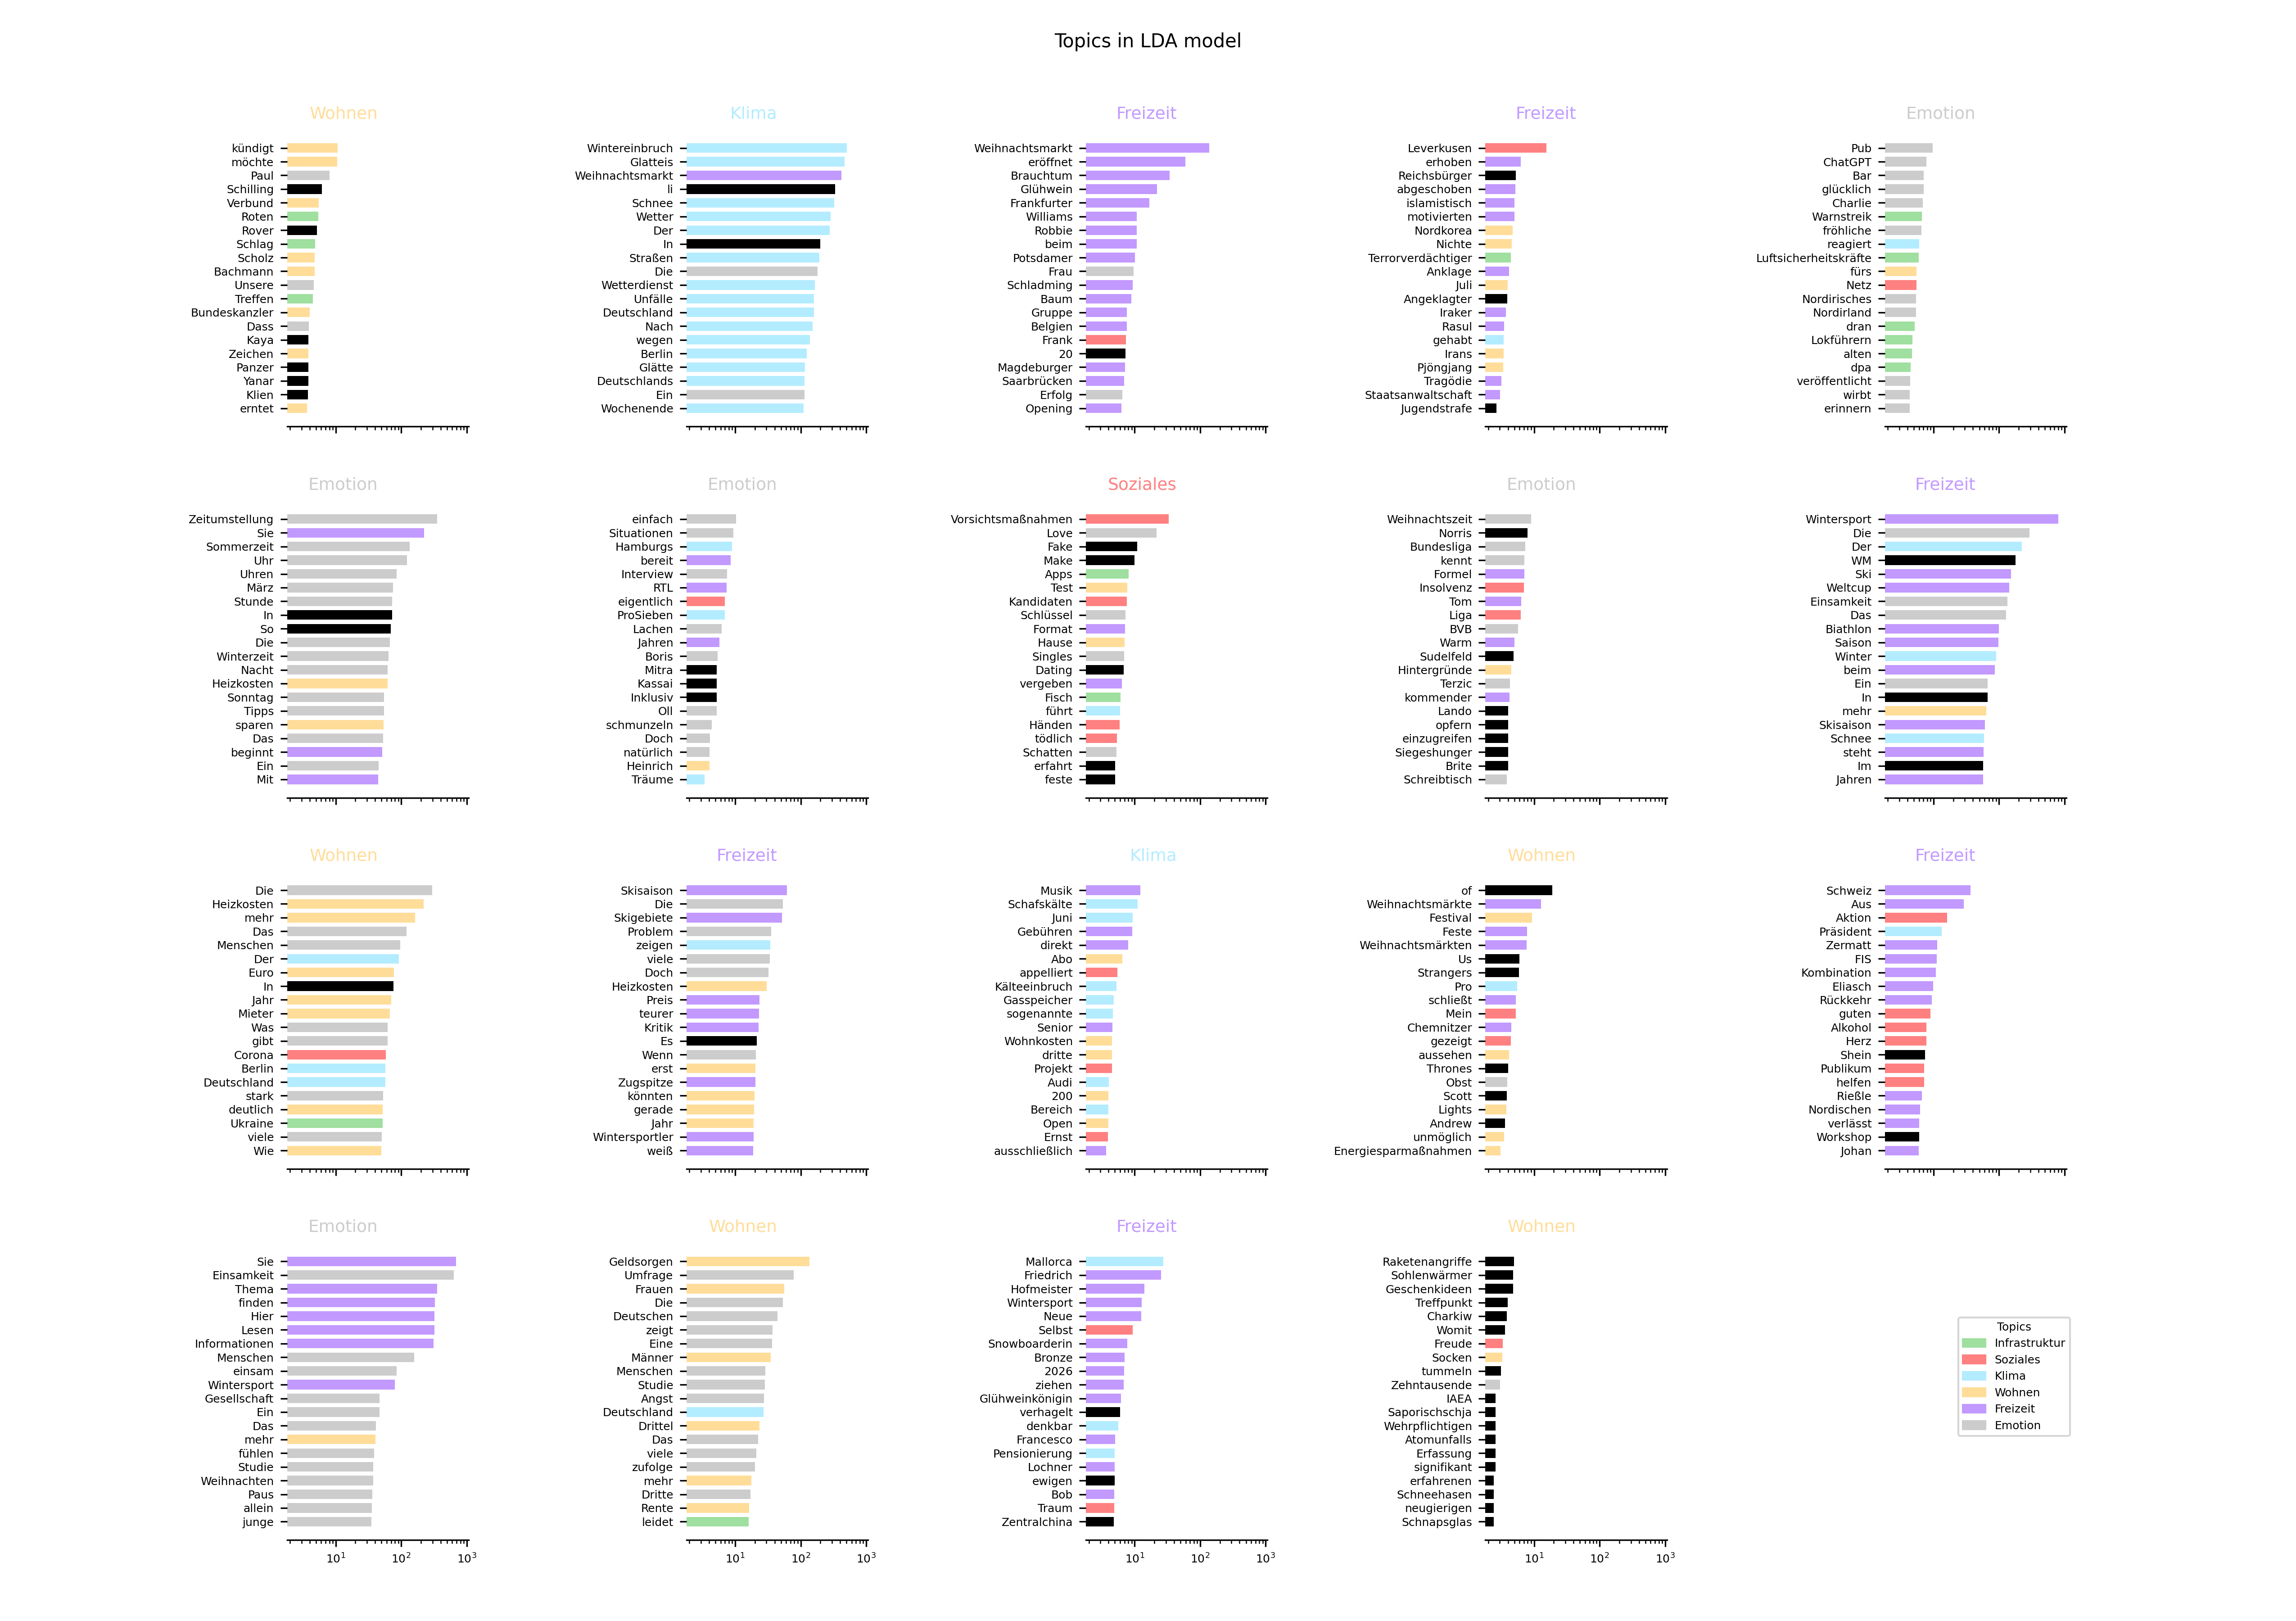 Topics in LDA model
Wohnen
kündigt
möchte
Paul
Schilling
Verbund
Roten
Rover
Schlag
Scholz
Bachmann
Unsere
Treffen
Bundeskanzler
Dass
Kaya
Zeichen
Panzer
Yanar
Klien
erntet
Klima
Wintereinbruch
Glatteis
Weihnachtsmarkt
li
Schnee
Wetter
Der
In
Straßen
Die
Wetterdienst
Unfälle
Deutschland
Nach
wegen
Berlin
Glätte
Deutschlands
Ein
Wochenende
Freizeit
Weihnachtsmarkt
eröffnet
Brauchtum
Glühwein
Frankfurter
Williams
Robbie
beim
Potsdamer
Frau
Schladming
Baum
Gruppe
Belgien
Frank
20
Magdeburger
Saarbrücken
Erfolg
Opening
Freizeit
Leverkusen
erhoben
Reichsbürger
abgeschoben
islamistisch
motivierten
Nordkorea
Nichte
Terrorverdächtiger
Anklage
Juli
Angeklagter
Iraker
Rasul
gehabt
Irans
Pjöngjang
Tragödie
Staatsanwaltschaft
Jugendstrafe
Emotion
Pub
ChatGPT
Bar
glücklich
Charlie
Warnstreik
fröhliche
reagiert
Luftsicherheitskräfte
fürs
Netz
Nordirisches
Nordirland
dran
Lokführern
alten
dpa
veröffentlicht
wirbt
erinnern
Emotion
Zeitumstellung
Sie
Sommerzeit
Uhr
Uhren
März
Stunde
In
So
Die
Winterzeit
Nacht
Heizkosten
Sonntag
Tipps
sparen
Das
beginnt
Ein
Mit
Emotion
einfach
Situationen
Hamburgs
bereit
Interview
RTL
eigentlich
ProSieben
Lachen
Jahren
Boris
Mitra
Kassai
Inklusiv
Oll
schmunzeln
Doch
natürlich
Heinrich
Träume
Soziales
Vorsichtsmaßnahmen
Love
Fake
Make
Apps
Test
Kandidaten
Schlüssel
Format
Hause
Singles
Dating
vergeben
Fisch
führt
Händen
tödlich
Schatten
erfahrt
feste
Emotion
Weihnachtszeit
Norris
Bundesliga
kennt
Formel
Insolvenz
Tom
Liga
BVB
Warm
Sudelfeld
Hintergründe
Terzic
kommender
Lando
opfern
einzugreifen
Siegeshunger
Brite
Schreibtisch
Freizeit
Wintersport
Die
Der
WM
Ski
Weltcup
Einsamkeit
Das
Biathlon
Saison
Winter
beim
Ein
In
mehr
Skisaison
Schnee
steht
Im
Jahren
Wohnen
Die
Heizkosten
mehr
Das
Menschen
Der
Euro
In
Jahr
Mieter
Was
gibt
Corona
Berlin
Deutschland
stark
deutlich
Ukraine
viele
Wie
Freizeit
Skisaison
Die
Skigebiete
Problem
zeigen
viele
Doch
Heizkosten
Preis
teurer
Kritik
Es
Wenn
erst
Zugspitze
könnten
gerade
Jahr
Wintersportler
weiß
Klima
Musik
Schafskälte
Juni
Gebühren
direkt
Abo
appelliert
Kälteeinbruch
Gasspeicher
sogenannte
Senior
Wohnkosten
dritte
Projekt
Audi
200
Bereich
Open
Ernst
ausschließlich
Wohnen
of
Weihnachtsmärkte
Festival
Feste
Weihnachtsmärkten
Us
Strangers
Pro
schließt
Mein
Chemnitzer
gezeigt
aussehen
Thrones
Obst
Scott
Lights
Andrew
unmöglich
Energiesparmaßnahmen
Freizeit
Schweiz
Aus
Aktion
Präsident
Zermatt
FIS
Kombination
Eliasch
Rückkehr
guten
Alkohol
Herz
Shein
Publikum
helfen
Rießle
Nordischen
verlässt
Workshop
Johan
Emotion
Sie
Einsamkeit
Thema
finden
Hier
Lesen
Informationen
Menschen
einsam
Wintersport
Gesellschaft
Ein
Das
mehr
fühlen
Studie
Weihnachten
Paus
allein
junge
10¹ 10² 10³
Wohnen
Geldsorgen
Umfrage
Frauen
Die
Deutschen
zeigt
Eine
Männer
Menschen
Studie
Angst
Deutschland
Drittel
Das
viele
zufolge
mehr
Dritte
Rente
leidet
10¹ 10² 10³
Freizeit
Mallorca
Friedrich
Hofmeister
Wintersport
Neue
Selbst
Snowboarderin
Bronze
2026
ziehen
Glühweinkönigin
verhagelt
denkbar
Francesco
Pensionierung
Lochner
ewigen
Bob
Traum
Zentralchina
10¹ 10² 10³
Wohnen
Raketenangriffe
Sohlenwärmer
Geschenkideen
Treffpunkt
Charkiw
Womit
Freude
Socken
tummeln
Zehntausende
IAEA
Saporischschja
Wehrpflichtigen
Atomunfalls
Erfassung
signifikant
erfahrenen
Schneehasen
neugierigen
Schnapsglas
10¹ 10² 10³
Topics
Infrastruktur
Soziales
Klima
Wohnen
Freizeit
Emotion